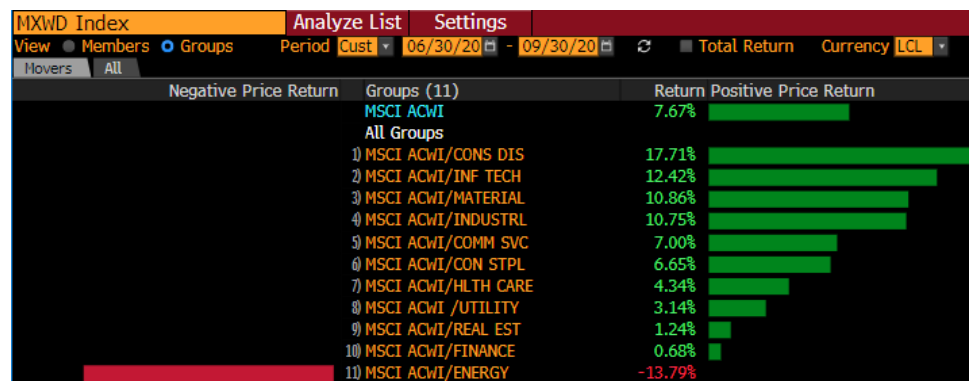 MXWD Index Analyze List Settings
View Members Groups Period Cust 06/30/20 - 09/30/20 Total Return Currency LCL
Movers All
Negative Price Return Groups (11) Return Positive Price Return
MSCI ACWI 7.67%
All Groups
1) MSCI ACWI/CONS DIS 17.71%
2) MSCI ACWI/INF TECH 12.42%
3) MSCI ACWI/MATERIAL 10.86%
4) MSCI ACWI/INDUSTRL 10.75%
5) MSCI ACWI/COMM SVC 7.00%
6) MSCI ACWI/CON STPL 6.65%
7) MSCI ACWI/HLTH CARE 4.34%
8) MSCI ACWI /UTILITY 3.14%
9) MSCI ACWI/REAL EST 1.24%
10) MSCI ACWI/FINANCE 0.68%
11) MSCI ACWI/ENERGY -13.79%